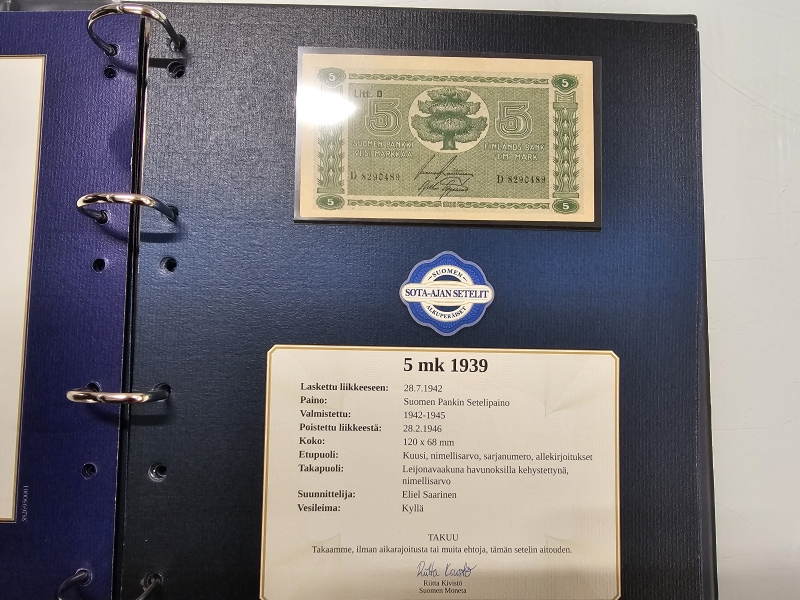 5 5
Litt. D
5 5
SUOMEN PANKKI FINLANDS BANK
VIISI MARKKAA FEM MARK
D 8290489 D 8290489
5 5
SUOMEN
SOTA-AJAN SETELIT
ALKUPERÄISET
5 mk 1939
Laskettu liikkeeseen: 28.7.1942
Paino: Suomen Pankin Setelipaino
Valmistettu: 1942-1945
Poistettu liikkeestä: 28.2.1946
Koko: 120 x 68 mm
Etupuoli: Kuusi, nimellisarvo, sarjanumero, allekirjoitukset
Takapuoli: Leijonavaakuna havunoksilla kehystettynä,
nimellisarvo
Suunnittelija: Eliel Saarinen
Vesileima: Kyllä
TAKUU
Takaamme, ilman aikarajoitusta tai muita ehtoja, tämän setelin aitouden.
Riitta Kivistö
Suomen Moneta